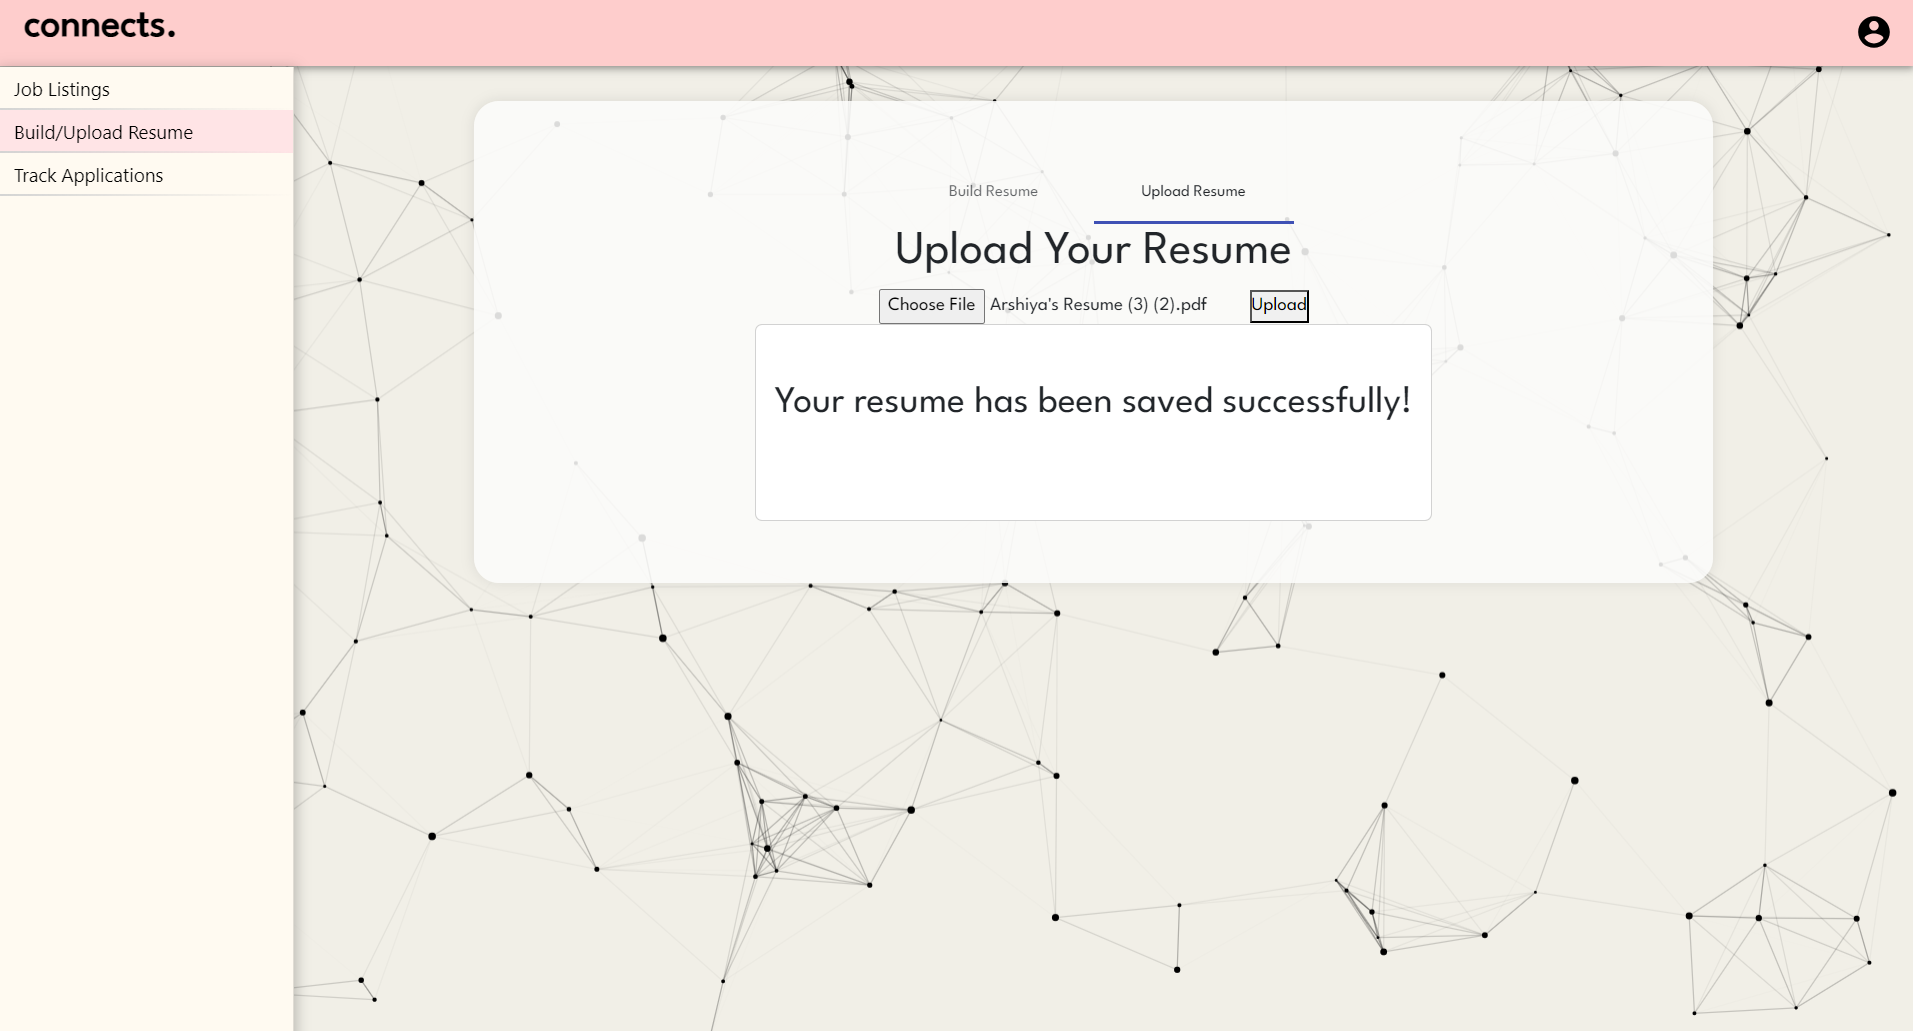 connects.
Job Listings
Build/Upload Resume
Track Applications
Build Resume
Upload Resume
Upload Your Resume
Choose File Arshiya's Resume (3) (2).pdf Upload
Your resume has been saved successfully!